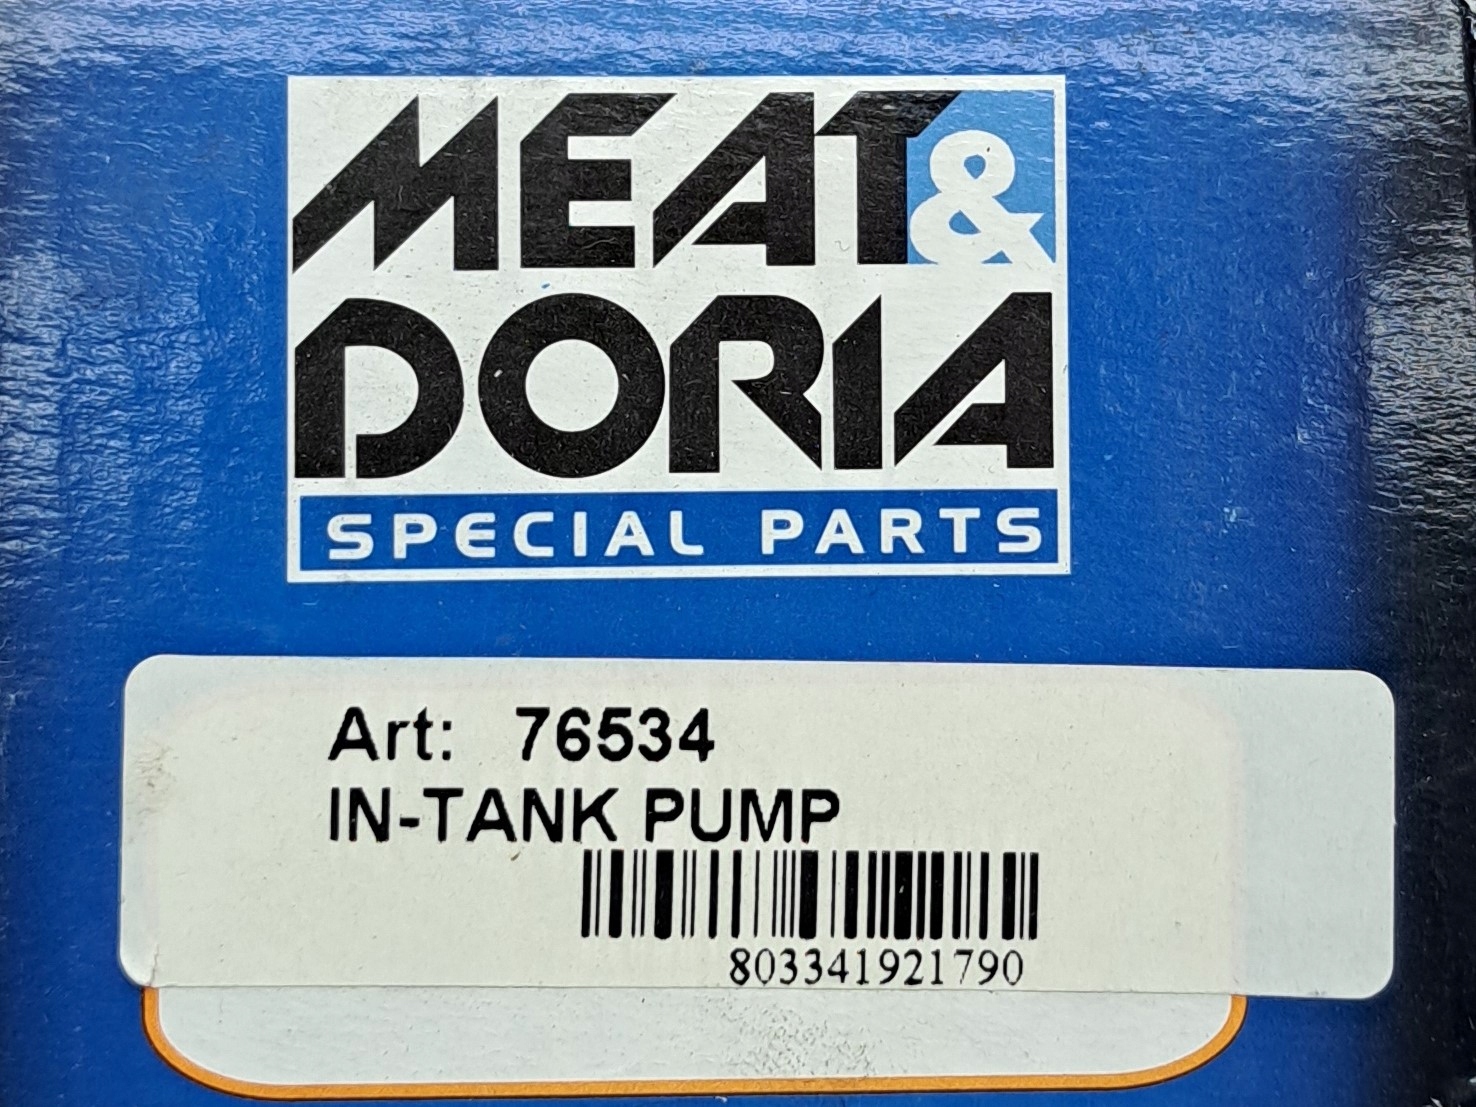 MEAT &
DORIA
SPECIAL PARTS
Art: 76534
IN-TANK PUMP
803341921790